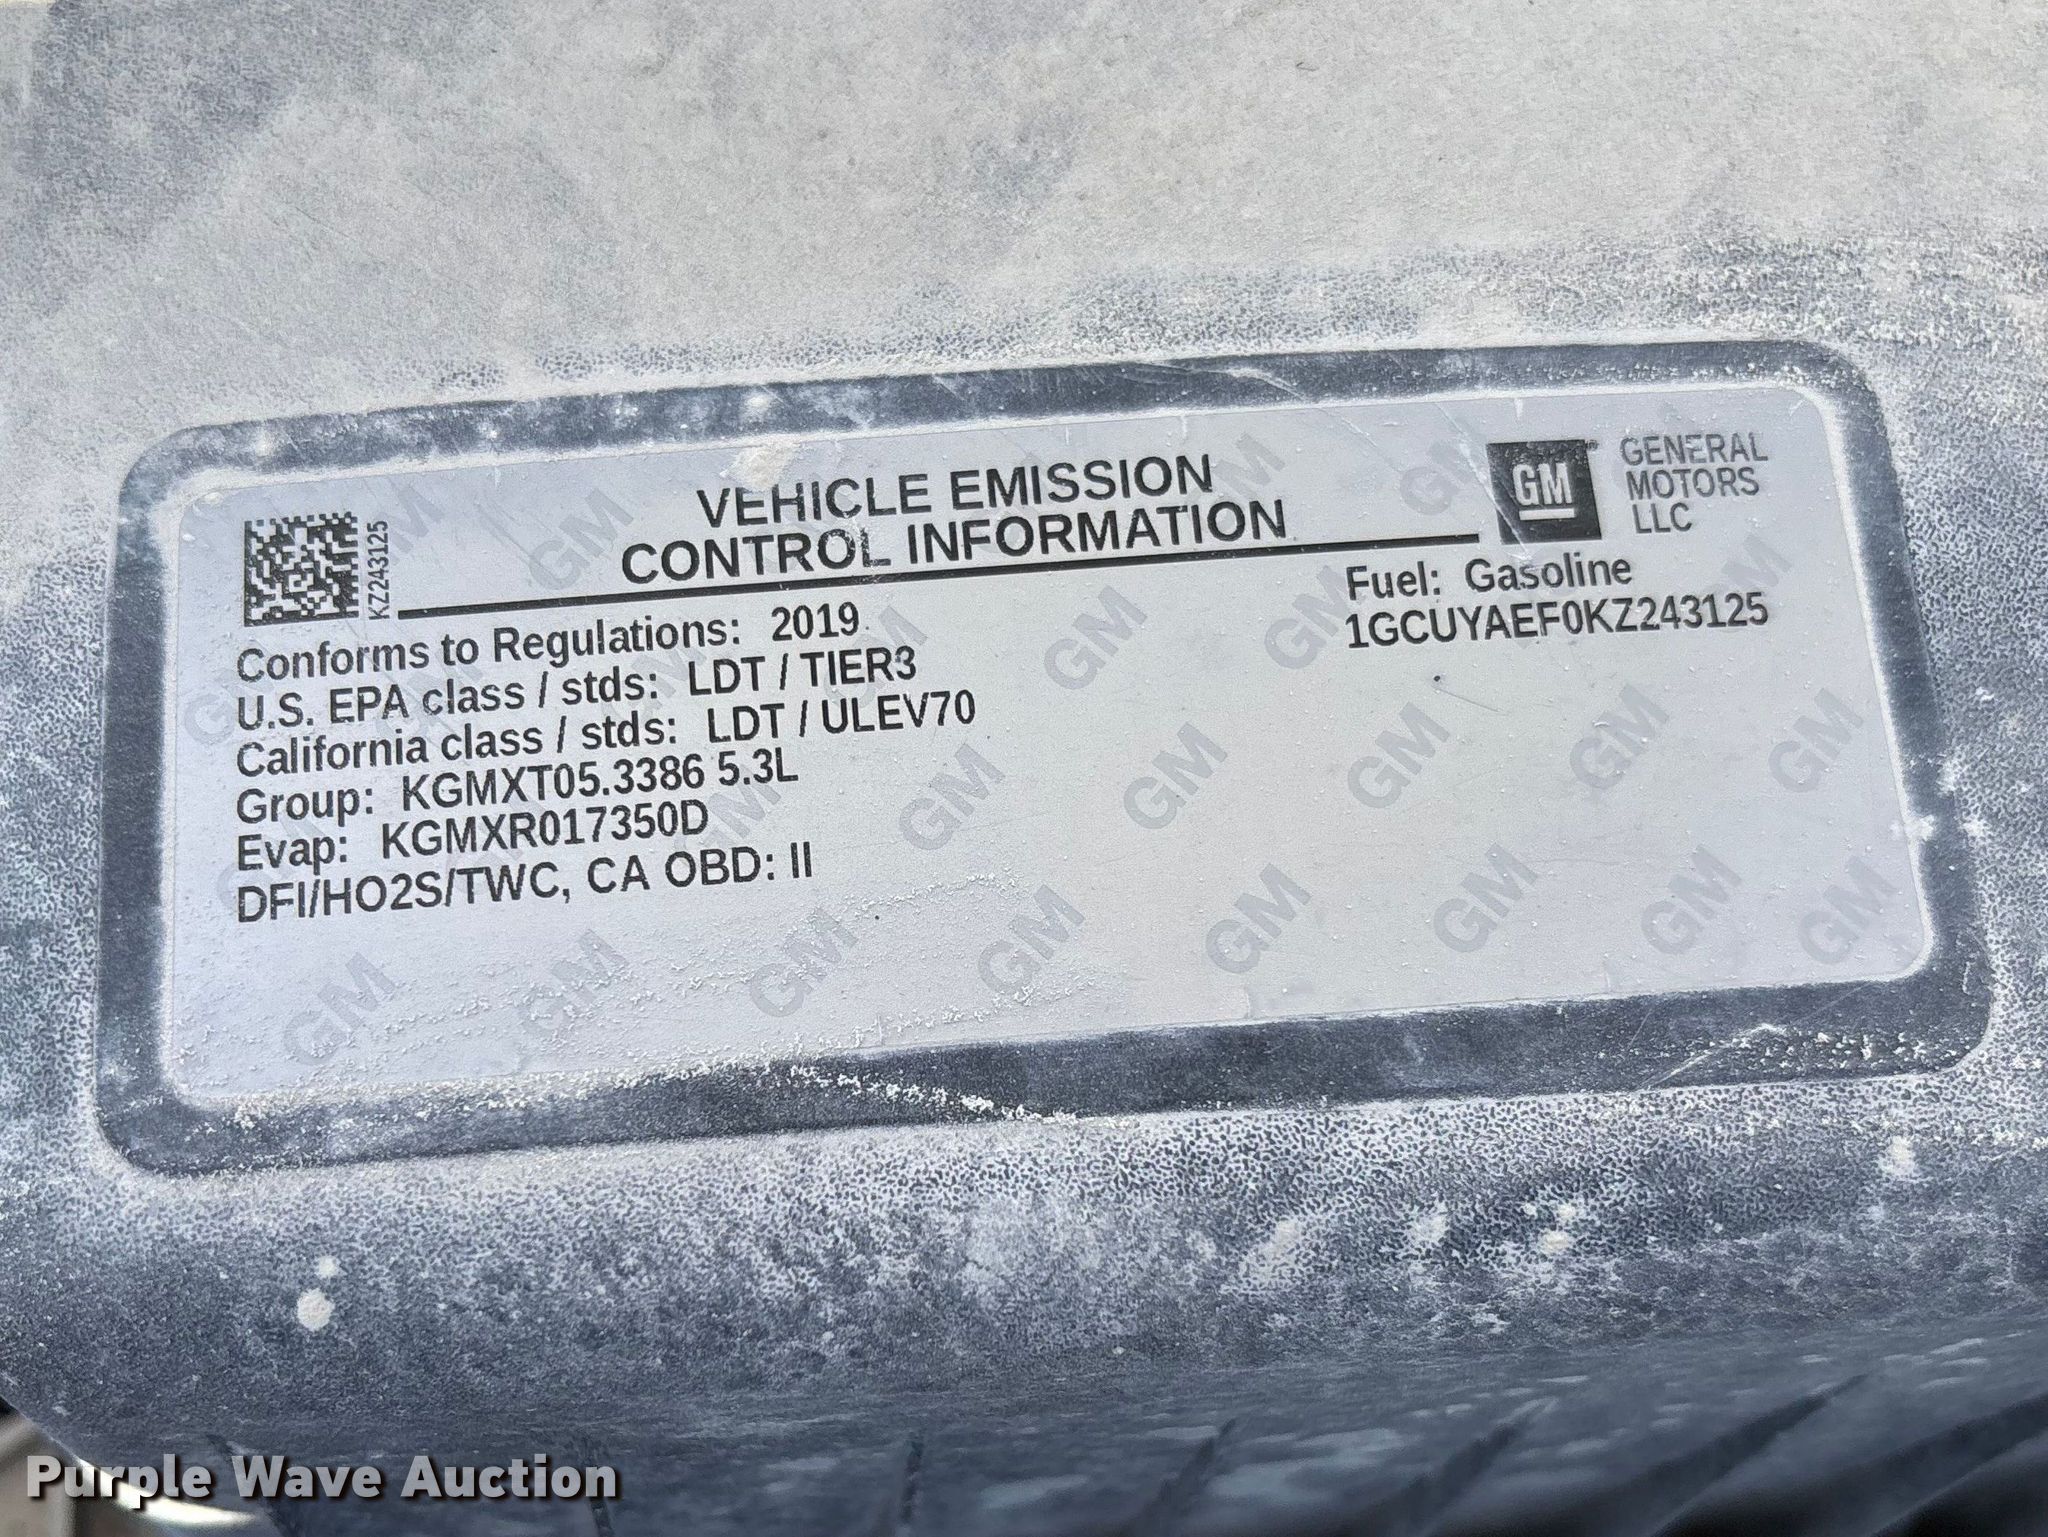 VEHICLE EMISSION
CONTROL INFORMATION
GM
GENERAL
MOTORS
LLC
KZ243125
Conforms to Regulations: 2019
U.S. EPA class / stds: LDT / TIER3
California class / stds: LDT / ULEV70
Group: KGMXT05.3386 5.3L
Evap: KGMXR017350D
DFI/HO2S/TWC, CA OBD: II
Fuel: Gasoline
1GCUYAEF0KZ243125
Purple Wave Auction